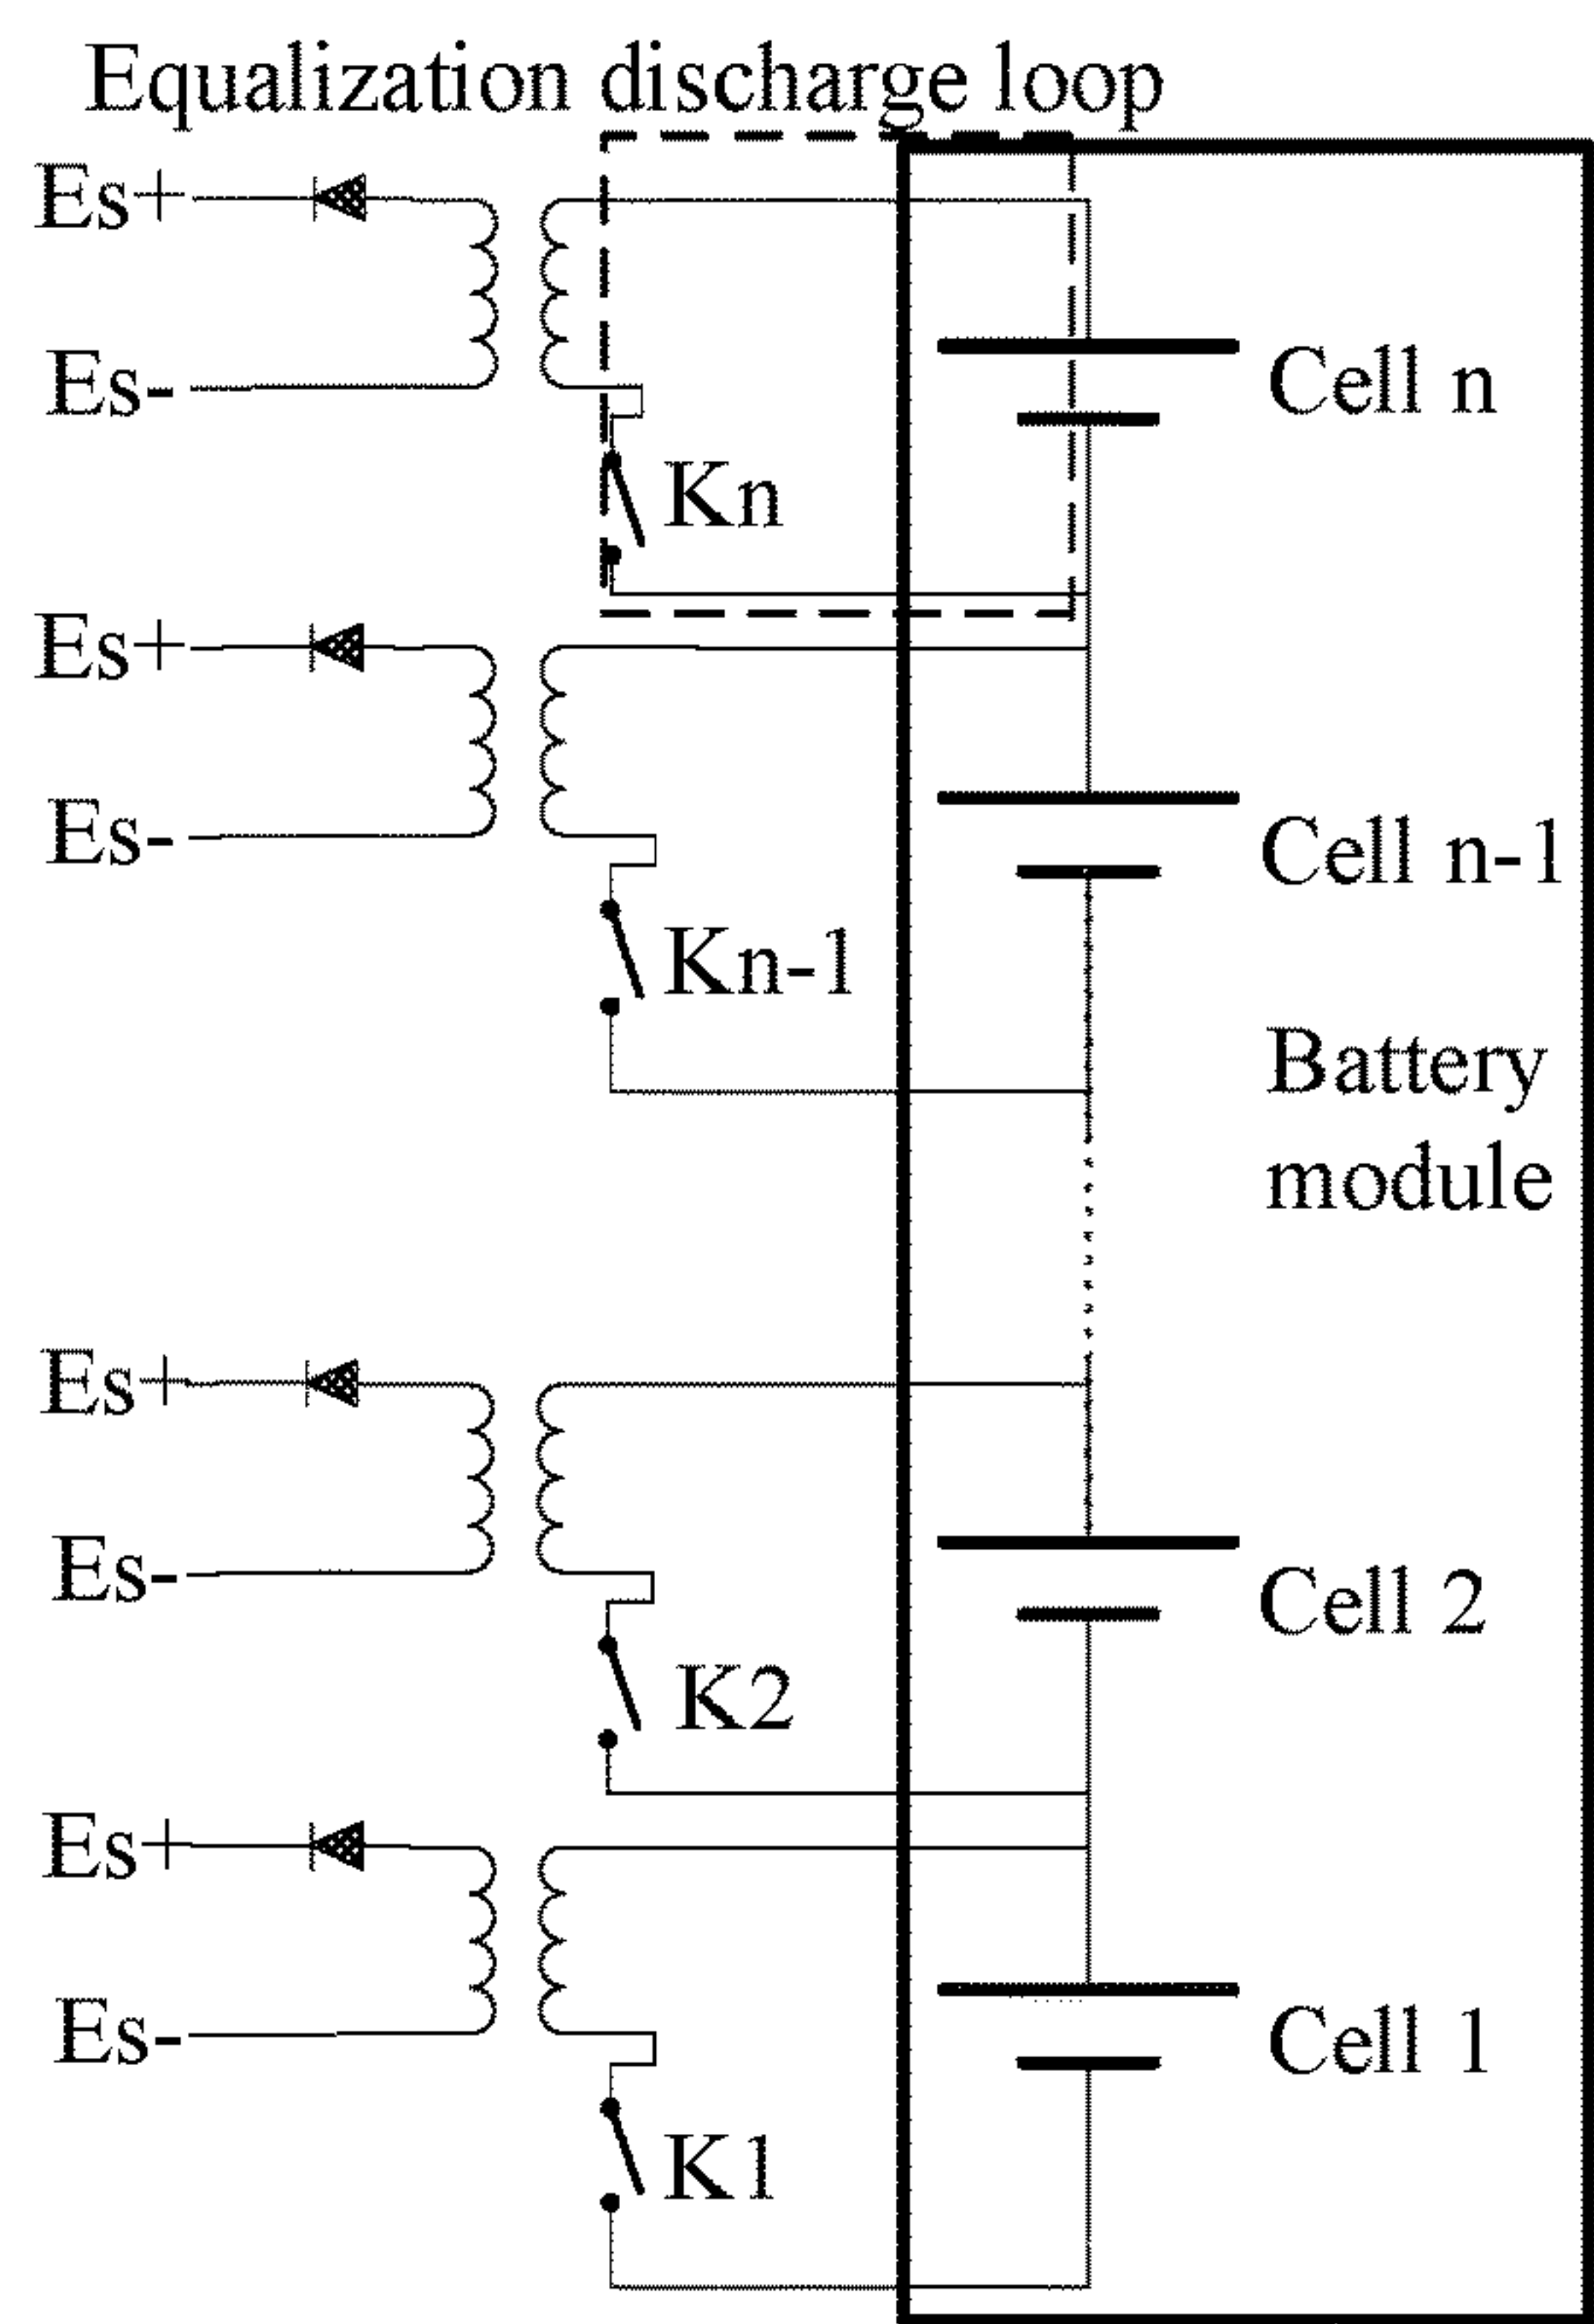 Equalization discharge loop
Es+
Es-
Cell n
Kn
Es+
Es-
Cell n-1
Kn-1
Battery
module
Es+
Es-
Cell 2
K2
Es+
Es-
Cell 1
K1